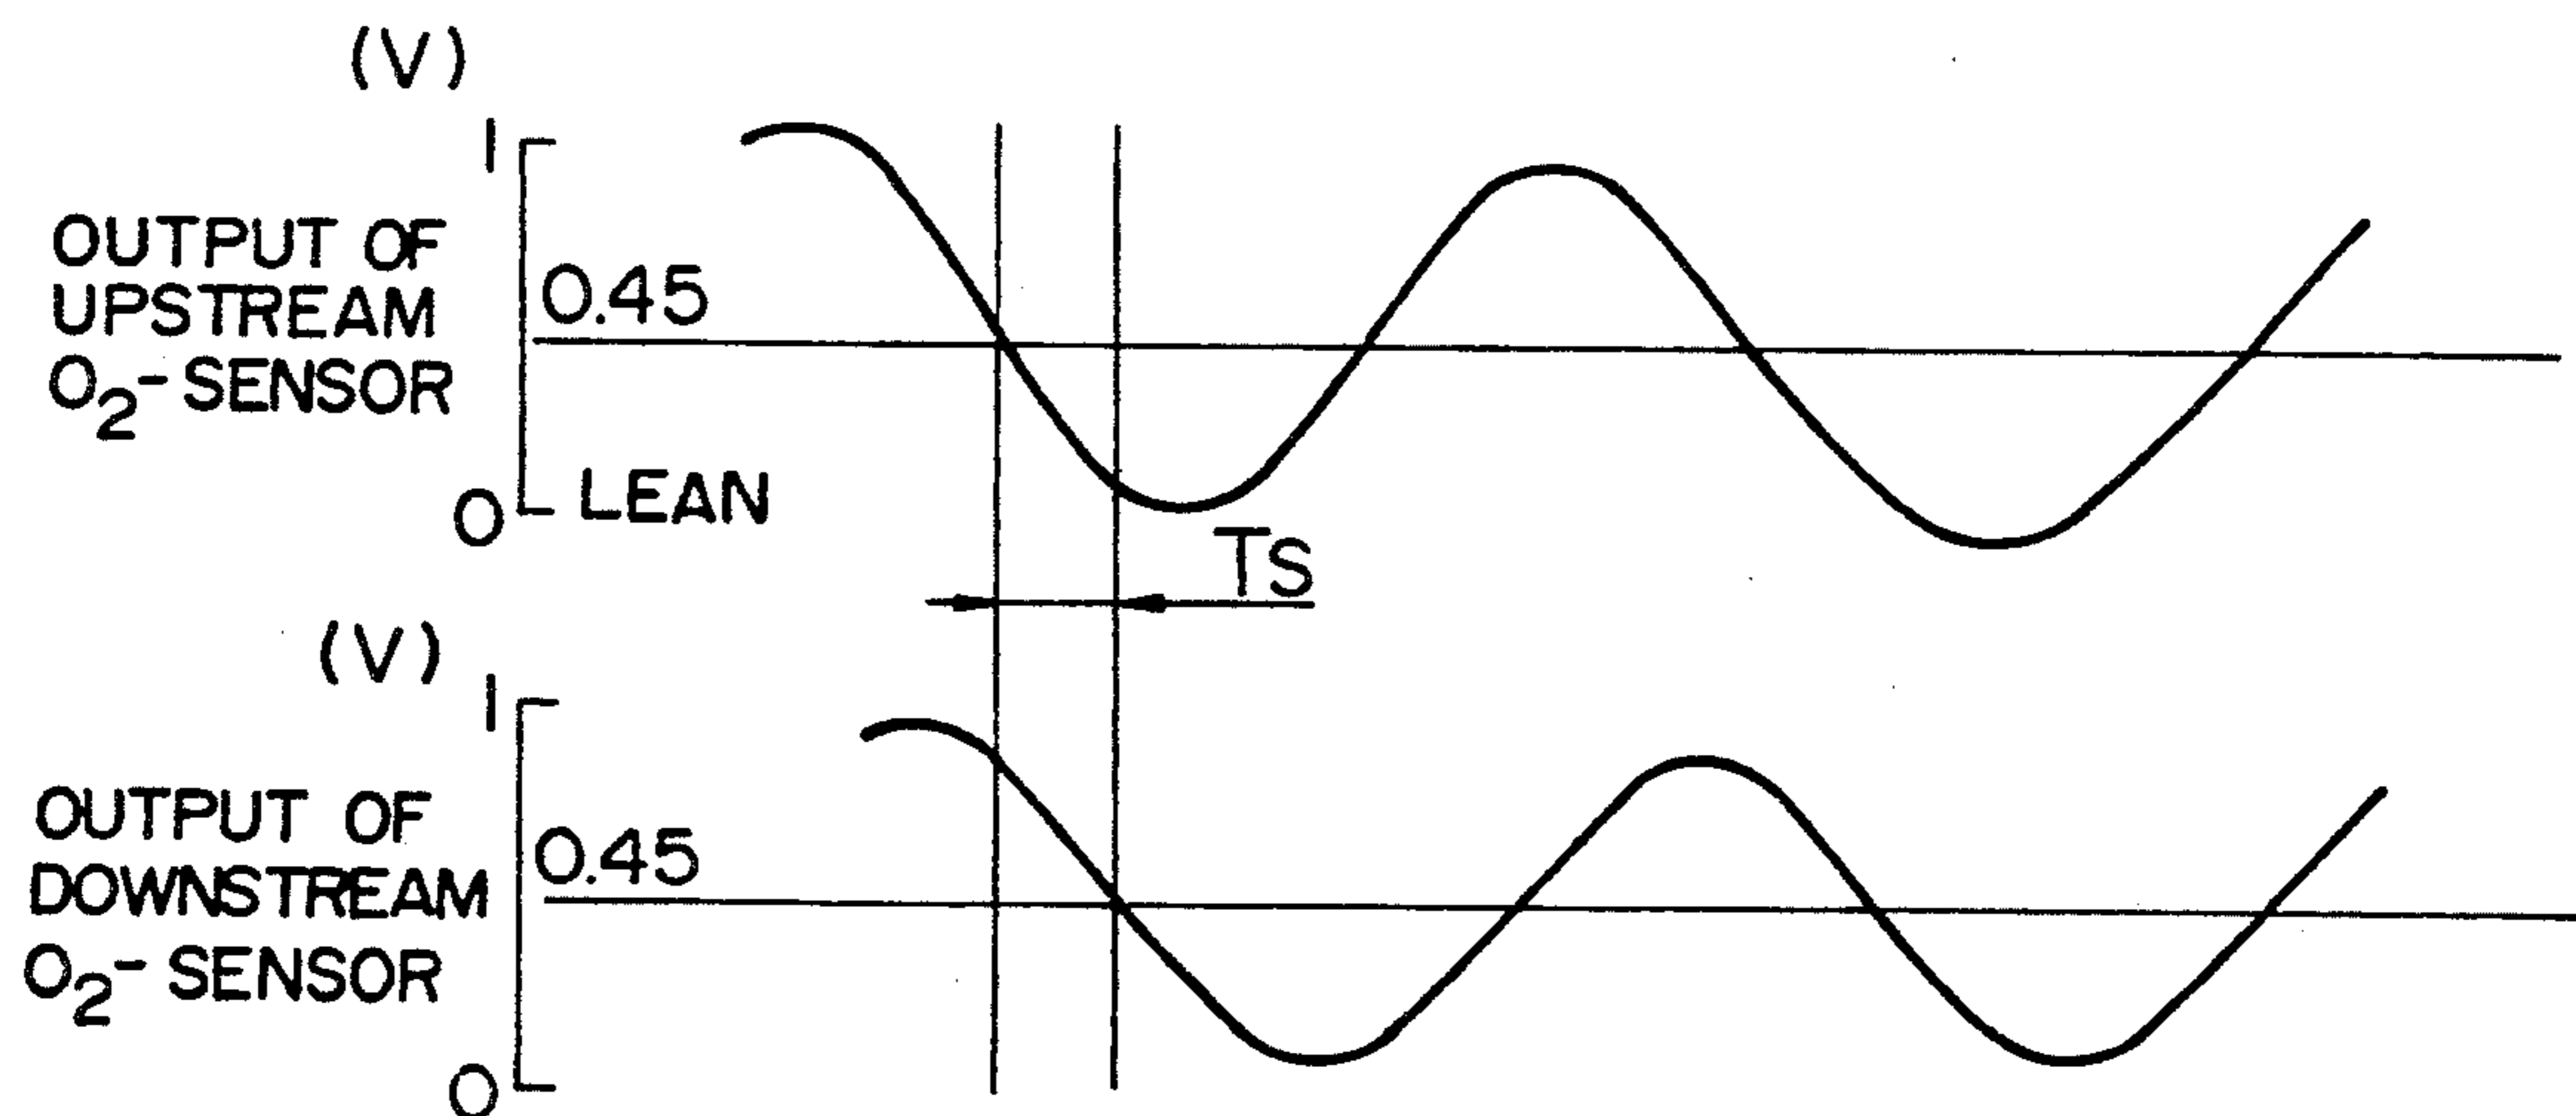 (V)
1
OUTPUT OF
UPSTREAM
O2-SENSOR
0.45
0
LEAN
TS
(V)
1
OUTPUT OF
DOWNSTREAM
O2-SENSOR
0.45
0